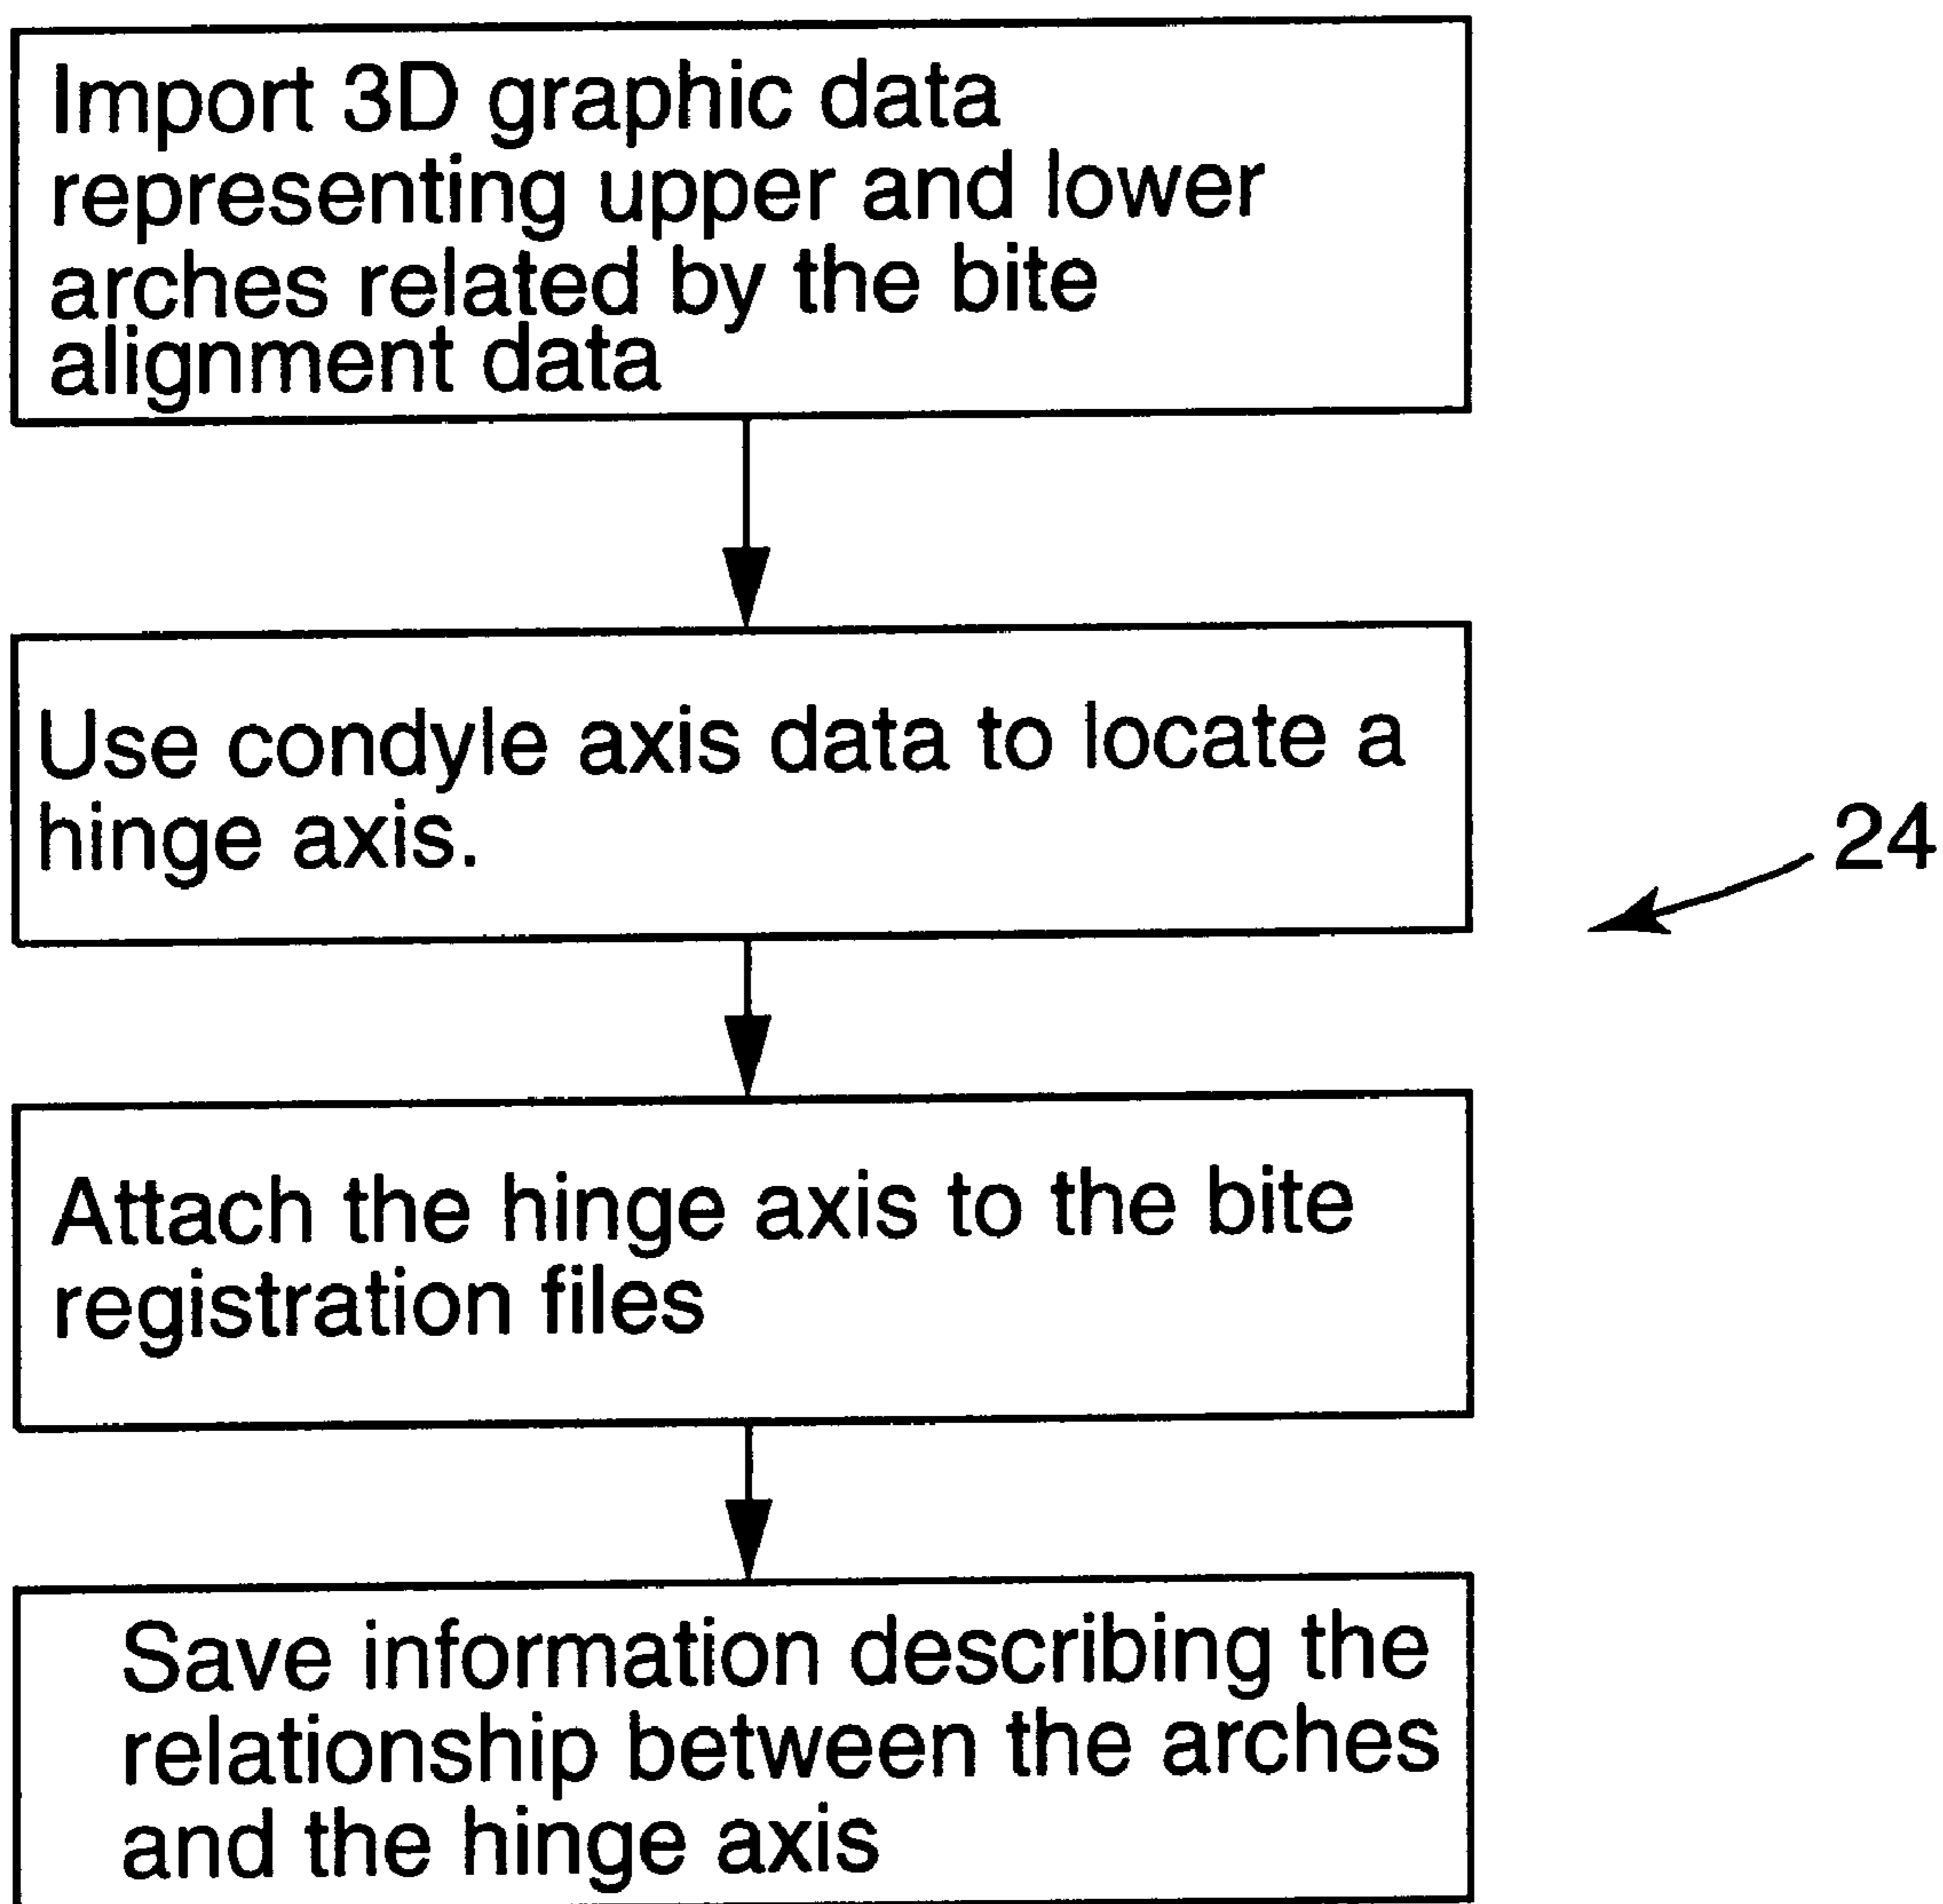 Import 3D graphic data
representing upper and lower
arches related by the bite
alignment data
Use condyle axis data to locate a
hinge axis.
24
Attach the hinge axis to the bite
registration files
Save information describing the
relationship between the arches
and the hinge axis